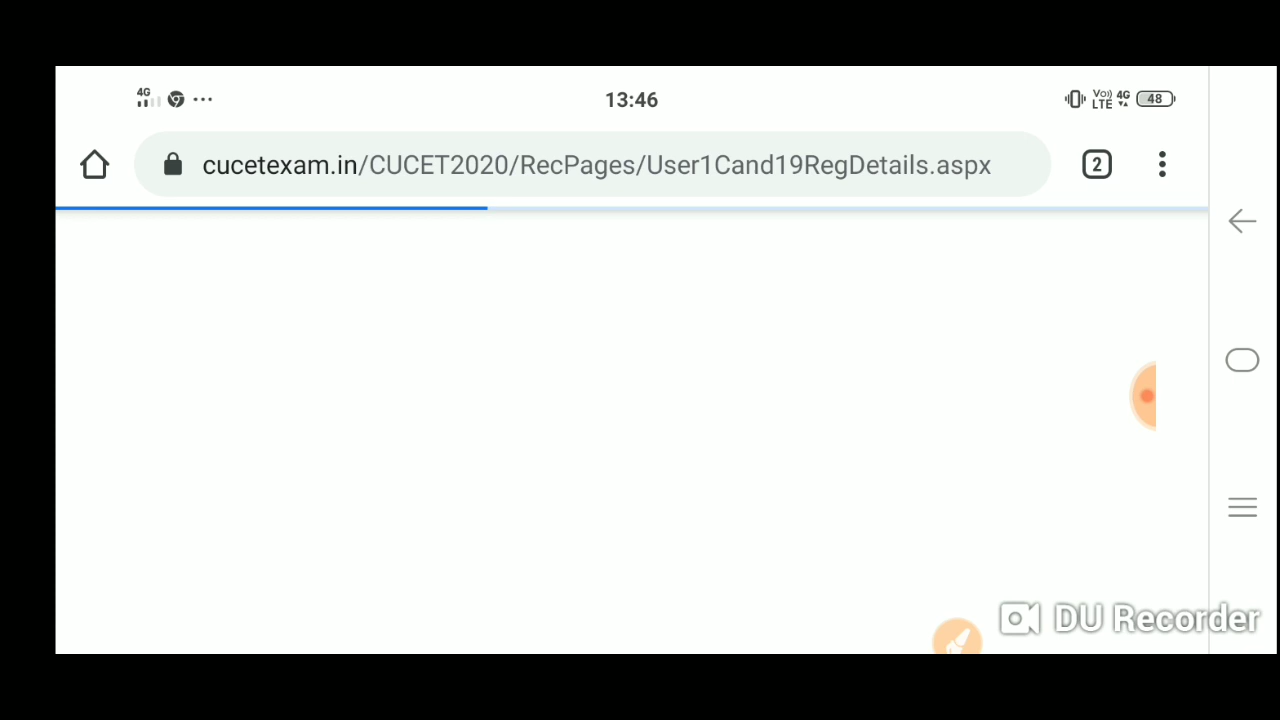 4G ... 13:46 Vo)) LTE 4G 48
cucetexam.in/CUCET2020/RecPages/User1Cand19RegDetails.aspx 2
DU Recorder